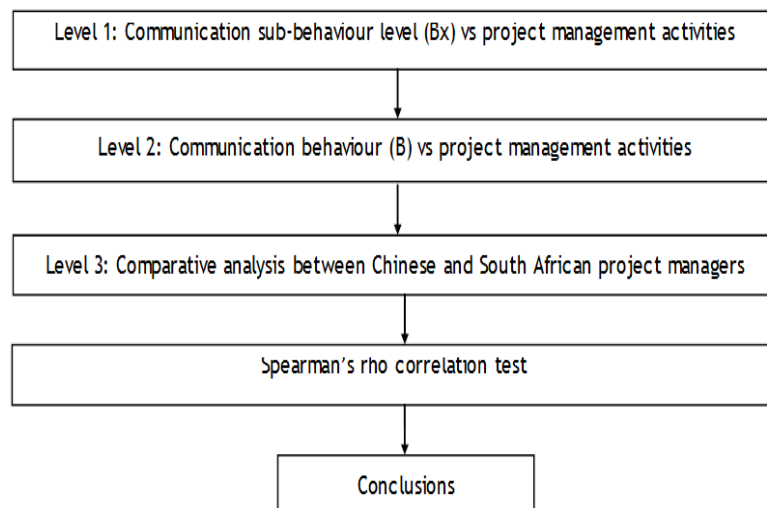 Level 1: Communication sub-behaviour level (Bx) vs project management activities
Level 2: Communication behaviour (B) vs project management activities
Level 3: Comparative analysis between Chinese and South African project managers
Spearman's rho correlation test
Conclusions